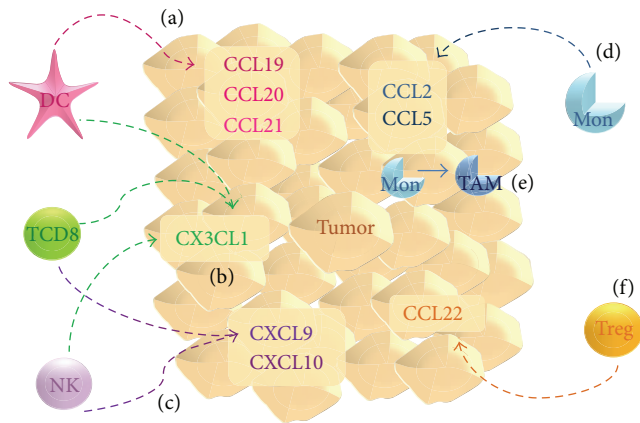 (a)
DC
CCL19
CCL20
CCL21
CCL2
CCL5
(d)
Mon
Mon
TAM
(e)
TCD8
CX3CL1
(b)
Tumor
CCL22
(f)
Treg
CXCL9
CXCL10
NK
(c)